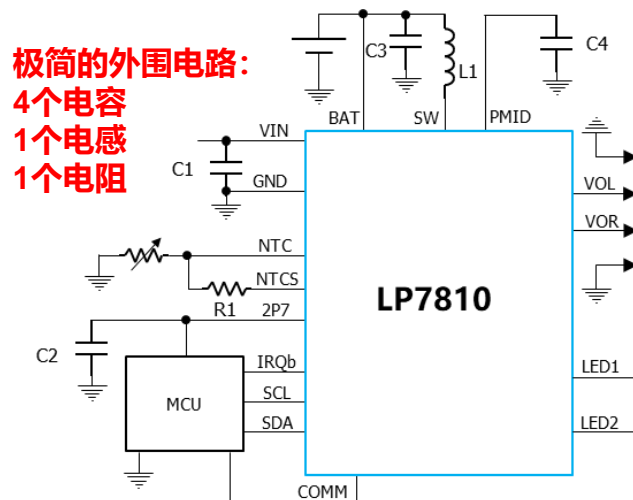 极简的外围电路：
4个电容
1个电感
1个电阻
C3
L1
C4
BAT
SW
PMID
VIN
C1
GND
VOL
VOR
NTC
NTCS
R1
2P7
LP7810
C2
IRQb
MCU
SCL
SDA
LED1
LED2
COMM